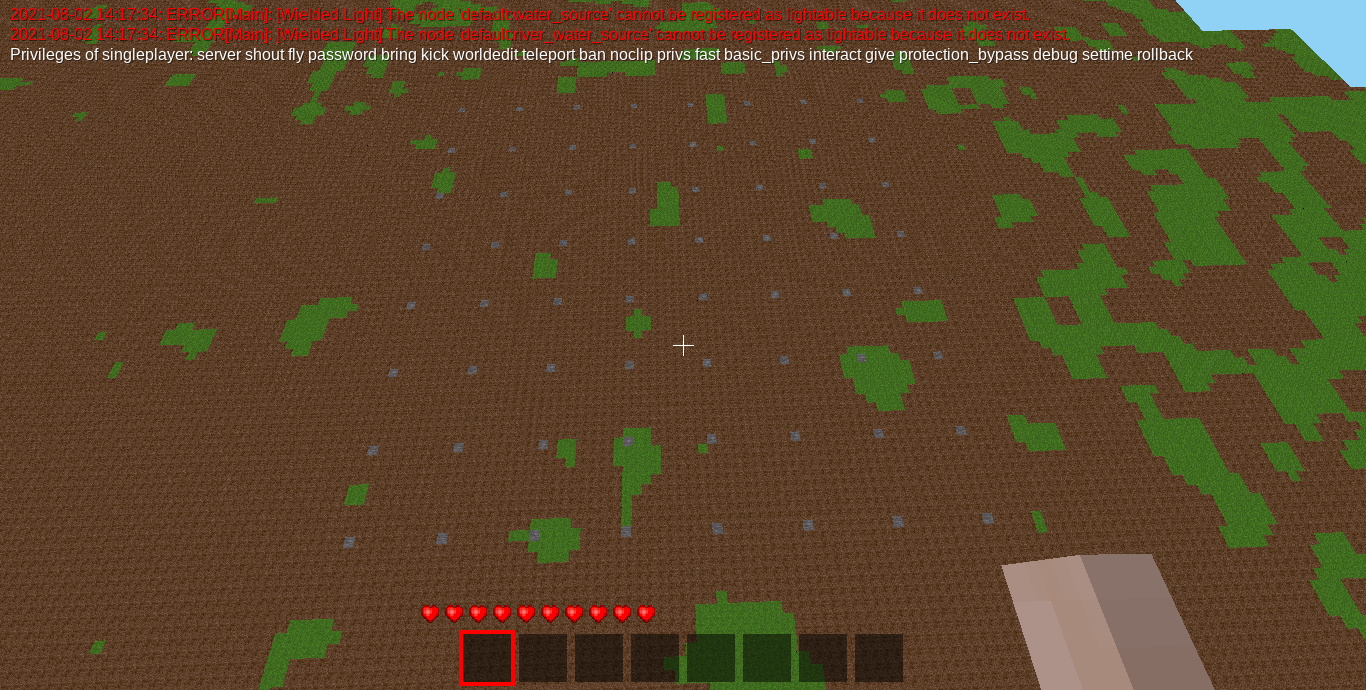 2021-08-02 14:17:34: ERROR[Main]: [Wielded Light] The node 'default:water_source' cannot be registered as lightable because it does not exist.
2021-08-02 14:17:34: ERROR[Main]: [Wielded Light] The node 'default:river_water_source' cannot be registered as lightable because it does not exist.
Privileges of singleplayer: server shout fly password bring kick worldedit teleport ban noclip privs fast basic_privs interact give protection_bypass debug settime rollback